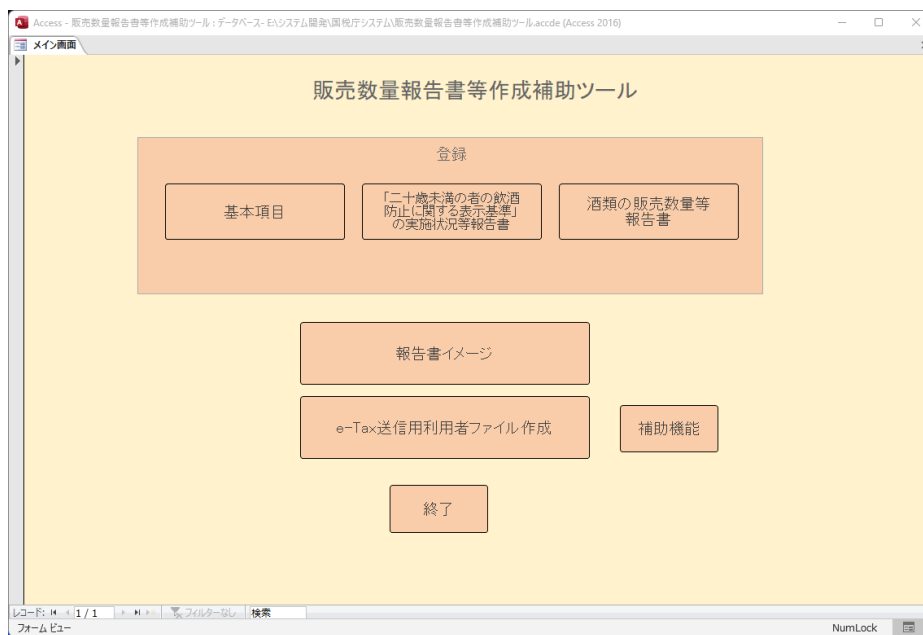 Access - 販売数量報告書等作成補助ツール : データベース- E:\システム開発\国税庁システム\販売数量報告書等作成補助ツール.accde (Access 2016)
メイン画面
販売数量報告書等作成補助ツール
登録
基本項目
「二十歳未満の者の飲酒
防止に関する表示基準」
の実施状況等報告書
酒類の販売数量等
報告書
報告書イメージ
e-Tax送信用利用者ファイル作成
補助機能
終了
レコード: 1 / 1 フィルターなし 検索
フォーム ビュー NumLock